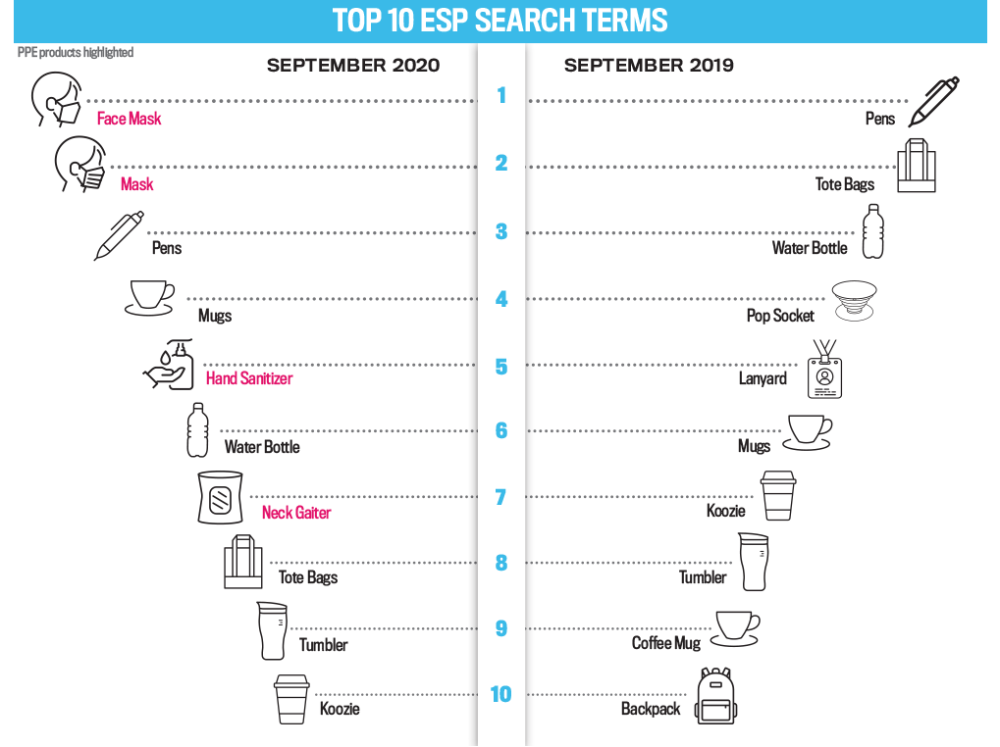 TOP 10 ESP SEARCH TERMS
PPE products highlighted
SEPTEMBER 2020 SEPTEMBER 2019
1
Face Mask Pens
2
Mask Tote Bags
3
Pens Water Bottle
4
Mugs Pop Socket
5
Hand Sanitizer Lanyard
6
Water Bottle Mugs
7
Neck Gaiter Koozie
8
Tote Bags Tumbler
9
Tumbler Coffee Mug
10
Koozie Backpack